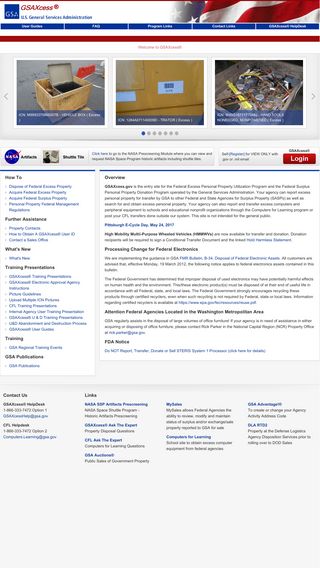 GSAXcess®
GSA
U.S. General Services Administration
User Guides FAQ Program Links Contact Links GSAXcess® HelpDesk
Welcome to GSAXcess®
NASA Artifacts Shuttle Tile
Click here to go to the NASA Prescreening Module where you can view and
request NASA Space Program historic artifacts including shuttle tiles.
Self-Register for VIEW ONLY with
gov or .mil email.
GSAXcess®
Login
How To
Dispose of Federal Excess Property
Acquire Federal Excess Property
Acquire Federal Surplus Property
Personal Property Federal Management
Regulations
Further Assistance
Property Contacts
How to Obtain A GSAXcess® User ID
Contact a Sales Office
What's New
What's New
Training Presentations
GSAXcess® Training Presentations
GSAXcess® Electronic Approval Agency
Instructions
Picture Guidelines
Upload Multiple ICN Pictures
CFL Training Presentations
Internal Agency User Training Presentation
GSAXcess® U & D Training Presentations
U&D Abandonment and Destruction Process
GSAXcess® User Guides
Training
GSA Regional Training Events
GSA Publications
GSA Publications
Overview
GSAXcess.gov is the entry site for the Federal Excess Personal Property Utilization Program and the Federal Surplus
Personal Property Donation Program operated by the General Services Administration. Your agency can report excess
personal property for transfer by GSA to other Federal and State Agencies for Surplus Property (SASPs) as well as
search for and obtain excess personal property. Your agency can also transfer excess computers and
peripheral equipment to schools and educational nonprofit organizations through the Computers for Learning program or
post your CFL transfers done outside our system. This site is not intended for the general public.
Pittsburgh E-Cycle Day, May 24, 2017
High Mobility Multi-Purpose Wheeled Vehicles (HMMWVs) are now available for transfer and donation. Donation
recipients will be required to sign a Conditional Transfer Document and the linked Hold Harmless Statement.
Processing Change for Federal Electronics
We are implementing the guidance in GSA FMR Bulletin, B-34, Disposal of Federal Electronic Assets. All customers are
advised that, effective Monday, 19 March 2012, the following notice applies to federal electronics assets contained in this
bulletin.
The Federal Government has determined that improper disposal of used electronics may have potentially harmful effects
on human health and the environment. This/these electronic product(s) must be disposed of at their end of useful life in
accordance with all Federal, state, and local laws. The Federal Government strongly encourages recycling these
products through certified recyclers, even when such recycling is not required by Federal, state or local laws. Information
regarding certified recyclers is available at https://www.epa.gov/fecenters/resources/reuse.pdf.
Attention Federal Agencies Located in the Washington Metropolitan Area
GSA regularly assists in the disposal of large volumes of office furniture! If your agency is in need of assistance in either
acquiring or disposing of office furniture, please contact Rick Parker in the National Capital Region (NCR) Property Office
at rick.parker@gsa.gov.
FDA Notice
Do NOT Report, Transfer, Donate or Sell STERIS System 1 Processor (click here for details)
Contact Us
GSAXcess® HelpDesk
1-866-333-7472 Option 1
GSAXcessHelp@gsa.gov
CFL Helpdesk
1-866-333-7472 Option 2
Computers.Learning@gsa.gov
Links
NASA SSP Artifacts Prescreening
NASA Space Shuttle Program -
Historic Artifacts Prescreening
GSAXcess® Ask The Expert
Property Disposal Questions
CFL Ask The Expert
Computers for Learning Questions
GSA Auctions®
Public Sales of Government Property
MySales
MySales allows Federal Agencies the
ability to review, modify, and maintain
status of surplus and/or exchange/sale
property reported to GSA for sale
Computers for Learning
School site to obtain excess computer
equipment from federal agencies
GSA Advantage!®
To create or change your Agency
Activity Address Code
DLA RTD2
Property at the Defense Logistics
Agency Disposition Services prior to
rolling over to DOD Screening